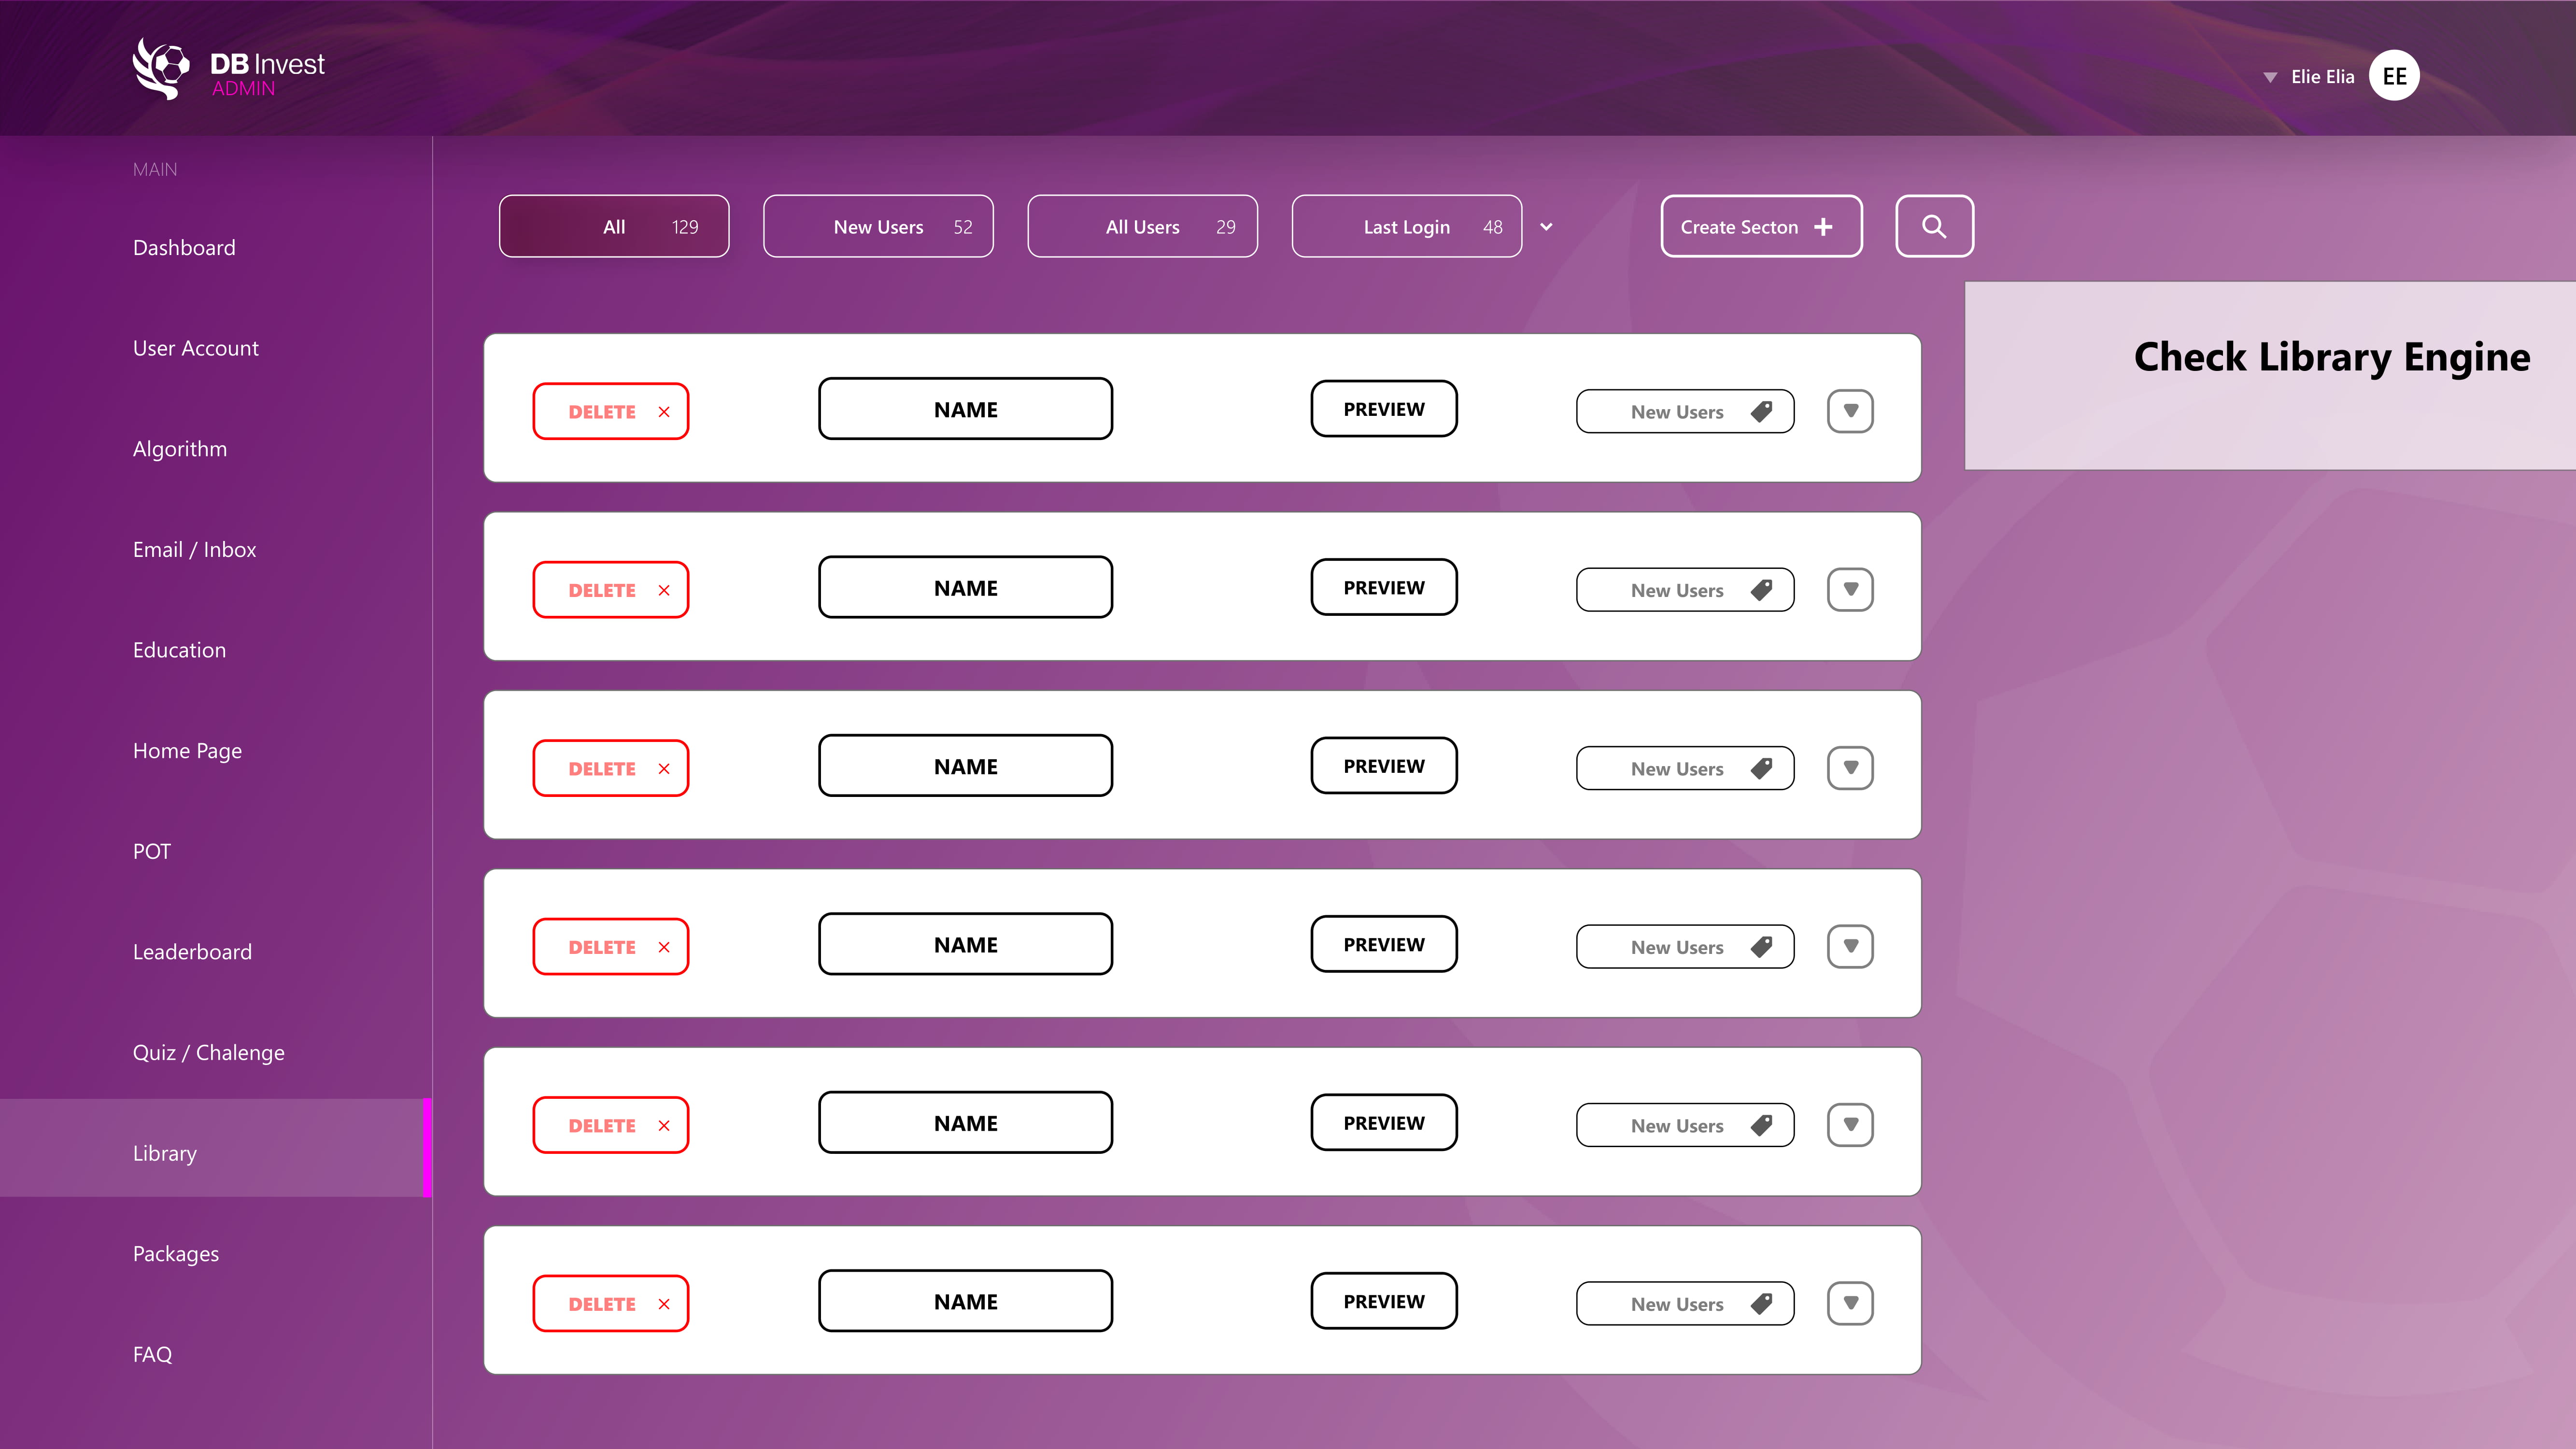 DB Invest
ADMIN
Elie Elia
EE
MAIN
Dashboard
User Account
Algorithm
Email / Inbox
Education
Home Page
POT
Leaderboard
Quiz / Chalenge
Library
Packages
FAQ
All 129
New Users 52
All Users 29
Last Login 48
Create Secton
Check Library Engine
DELETE NAME PREVIEW New Users
DELETE NAME PREVIEW New Users
DELETE NAME PREVIEW New Users
DELETE NAME PREVIEW New Users
DELETE NAME PREVIEW New Users
DELETE NAME PREVIEW New Users